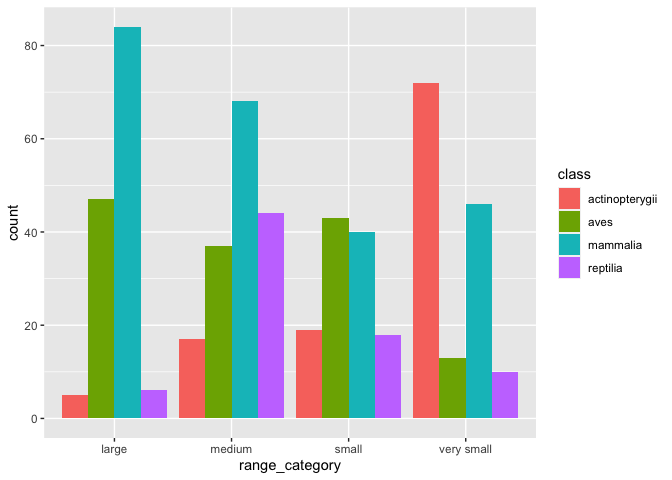 80
60
40
20
0
count
large medium small very small
range_category
class
actinopterygii
aves
mammalia
reptilia